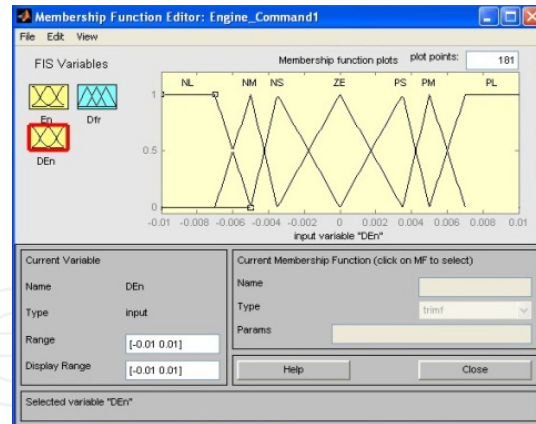 Membership Function Editor: Engine_Command1
File Edit View
FIS Variables
Membership function plots plot points: 181
NL NM NS ZE PS PM PL
1
0.5
0
En Dfr
DEn
-0.01 -0.008 -0.006 -0.004 -0.002 0 0.002 0.004 0.006 0.008 0.01
input variable "DEn"
Current Variable
Name DEn
Type input
Range [-0.01 0.01]
Display Range [-0.01 0.01]
Current Membership Function (click on MF to select)
Name
Type trimf
Params
Help Close
Selected variable "DEn"